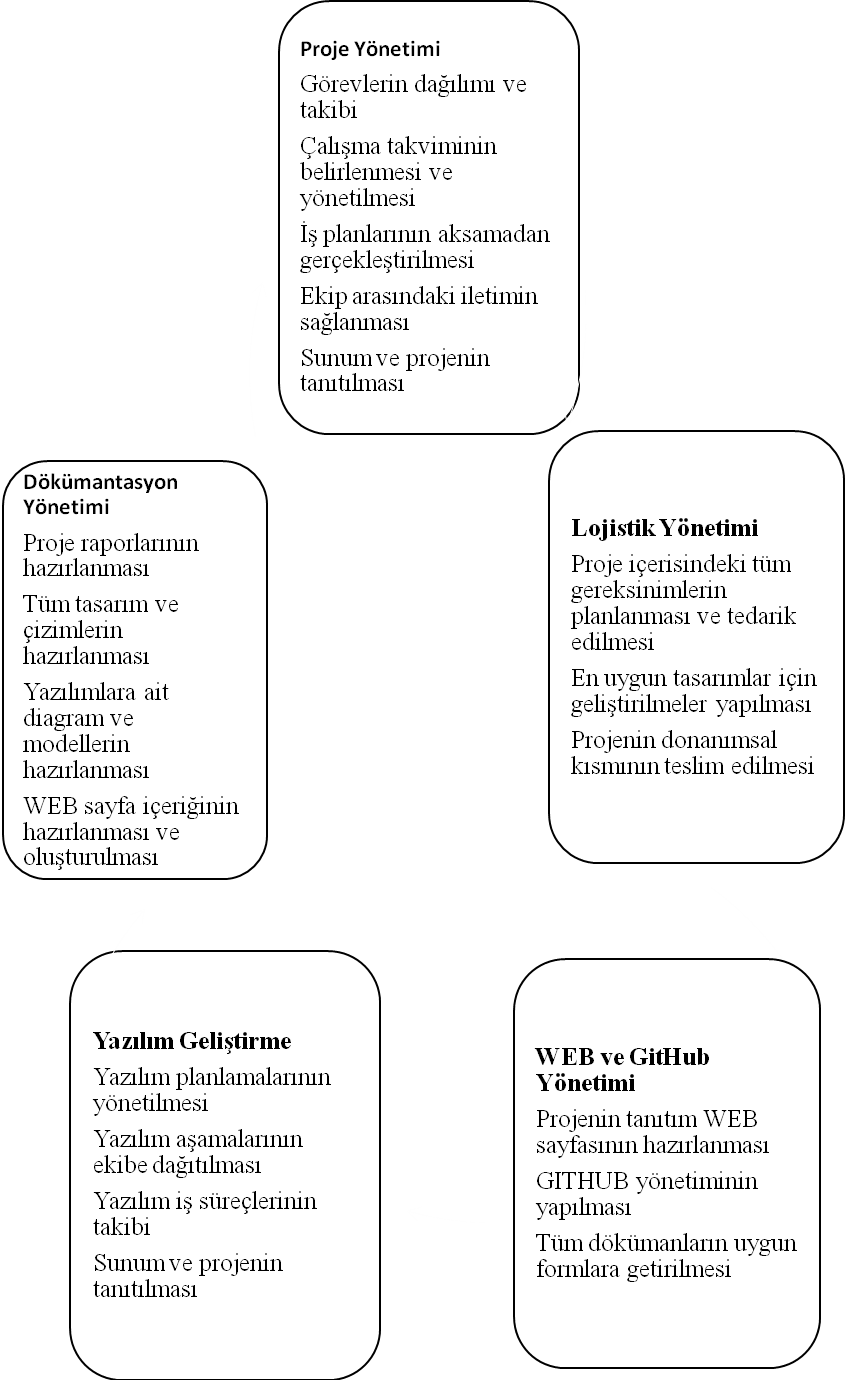 Proje Yönetimi
Görevlerin dağılımı ve
takibi
Çalışma takviminin
belirlenmesi ve
yönetilmesi
İş planlarının aksamadan
gerçekleştirilmesi
Ekip arasındaki iletimin
sağlanması
Sunum ve projenin
tanıtılması
Dökümantasyon
Yönetimi
Proje raporlarının
hazırlanması
Tüm tasarım ve
çizimlerin
hazırlanması
Yazılımlara ait
diagram ve
modellerin
hazırlanması
WEB sayfa içeriğinin
hazırlanması ve
oluşturulması
Lojistik Yönetimi
Proje içerisindeki tüm
gereksinimlerin
planlanması ve tedarik
edilmesi
En uygun tasarımlar için
geliştirilmeler yapılması
Projenin donanımsal
kısmının teslim edilmesi
Yazılım Geliştirme
Yazılım planlamalarının
yönetilmesi
Yazılım aşamalarının
ekibe dağıtılması
Yazılım iş süreçlerinin
takibi
Sunum ve projenin
tanıtılması
WEB ve GitHub
Yönetimi
Projenin tanıtım WEB
sayfasının hazırlanması
GITHUB yönetiminin
yapılması
Tüm dökümanların uygun
formlara getirilmesi